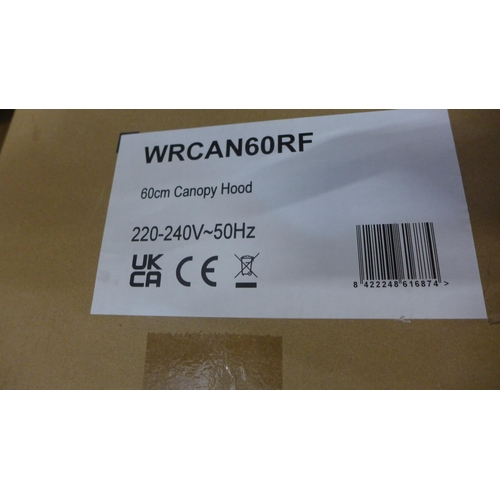 WRCAN60RF
60cm Canopy Hood
220-240V~50Hz
UK
CA CE
8 422248 616874 >